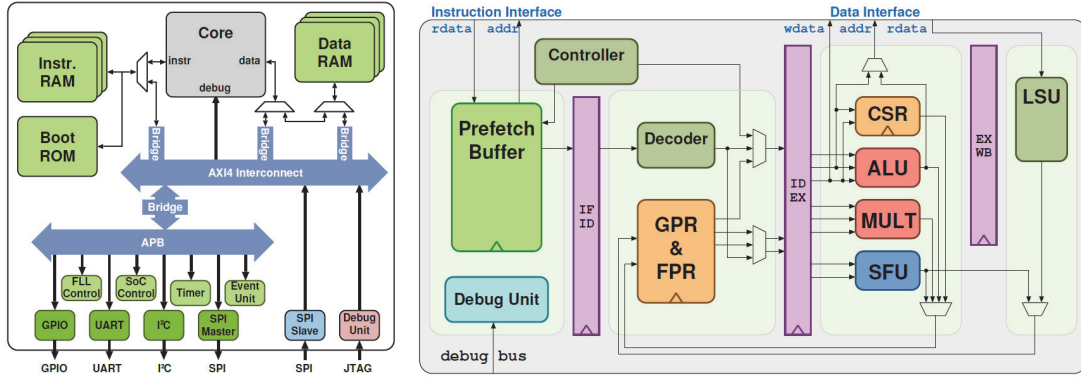 Core
instr
data
debug
Instr.
RAM
Boot
ROM
Data
RAM
Bridge
Bridge
Bridge
AXI4 Interconnect
Bridge
APB
FLL
Control
SoC
Control
Timer
Event
Unit
GPIO
UART
I²C
SPI
Master
SPI
Slave
Debug
Unit
GPIO
UART
I²C
SPI
SPI
JTAG
Instruction Interface
rdata addr
Data Interface
wdata addr rdata
Controller
Prefetch
Buffer
Decoder
GPR
&
FPR
Debug Unit
IF
ID
ID
EX
CSR
ALU
MULT
SFU
EX
WB
LSU
debug bus